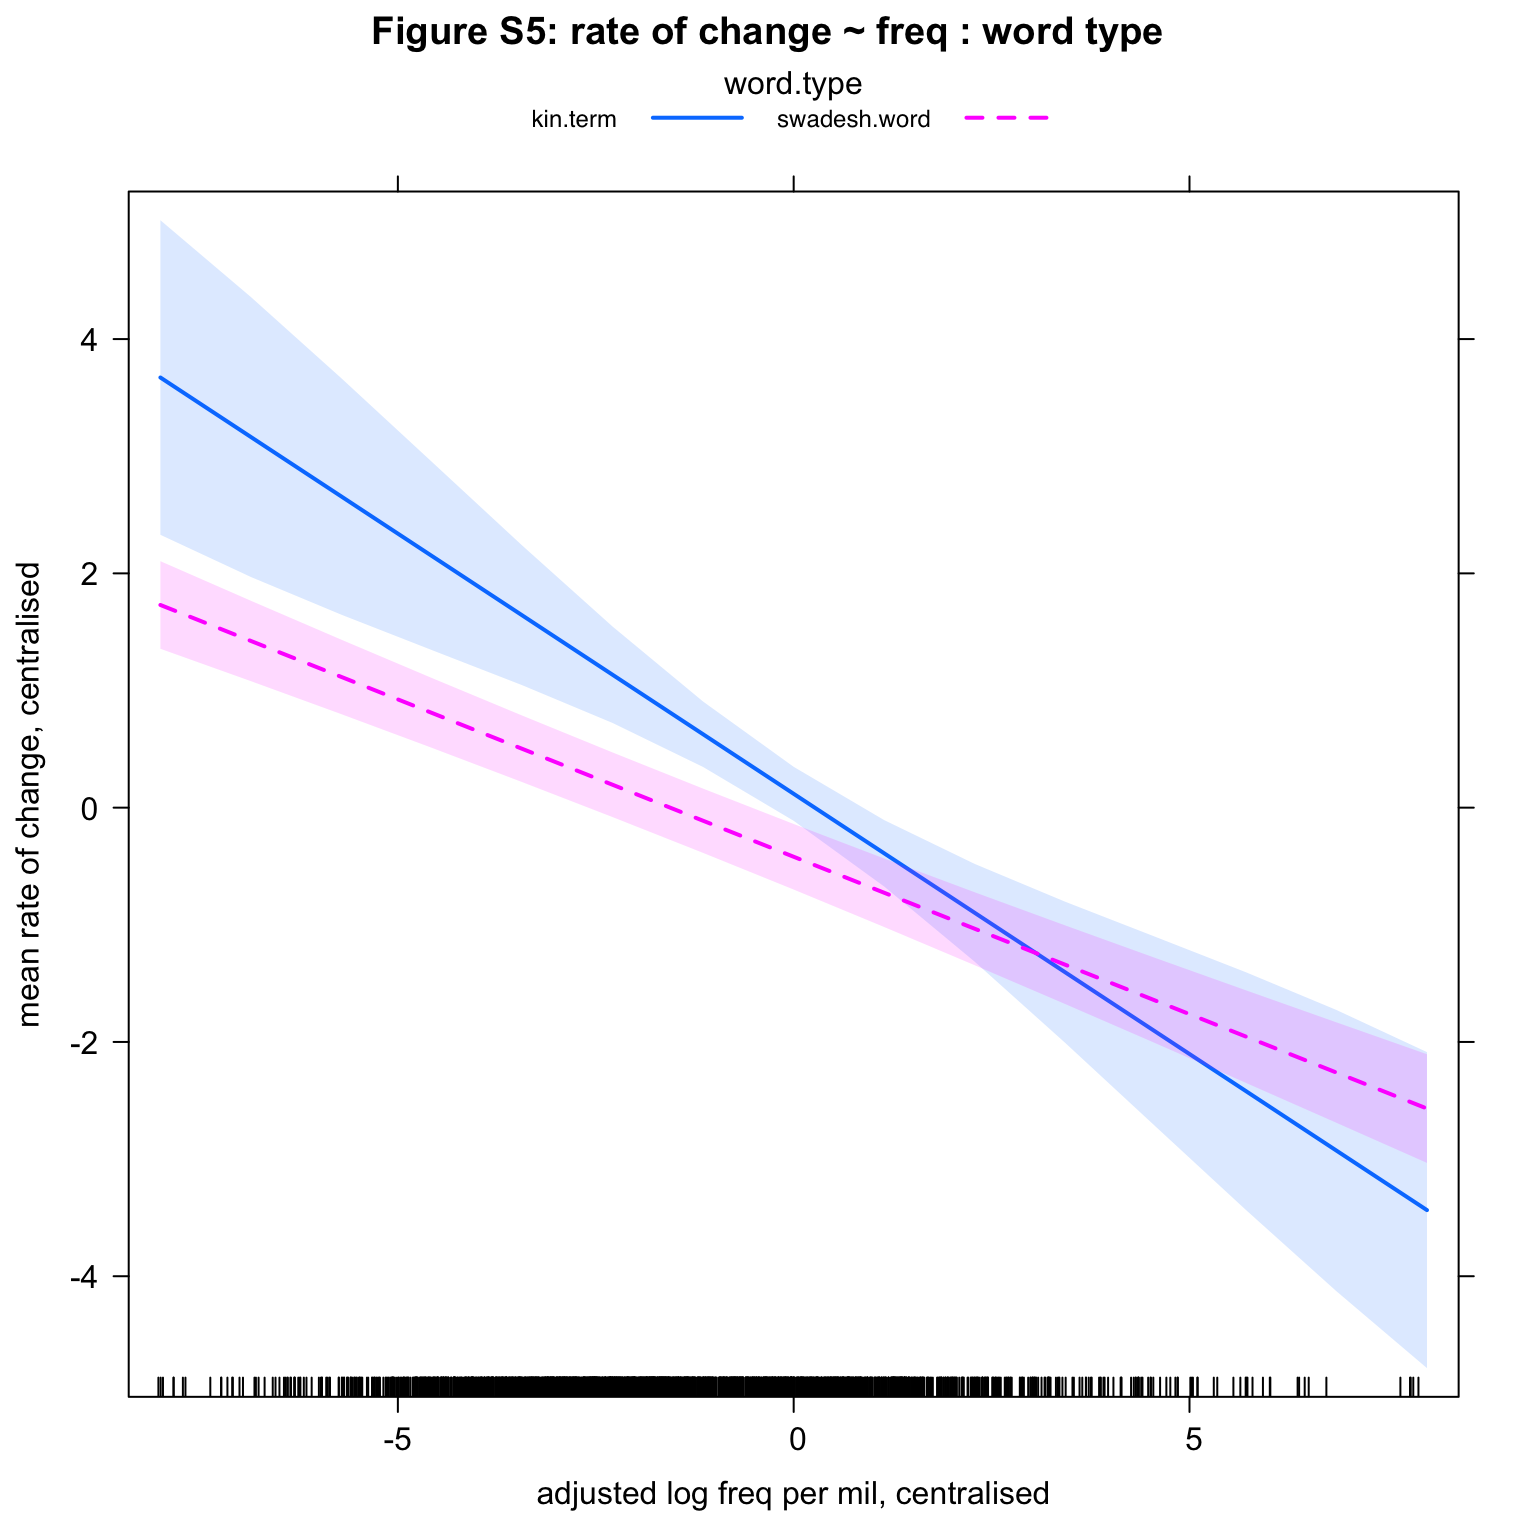 Figure S5: rate of change ~ freq : word type
word.type
kin.term swadesh.word
mean rate of change, centralised
4
2
0
-2
-4
-5 0 5
adjusted log freq per mil, centralised